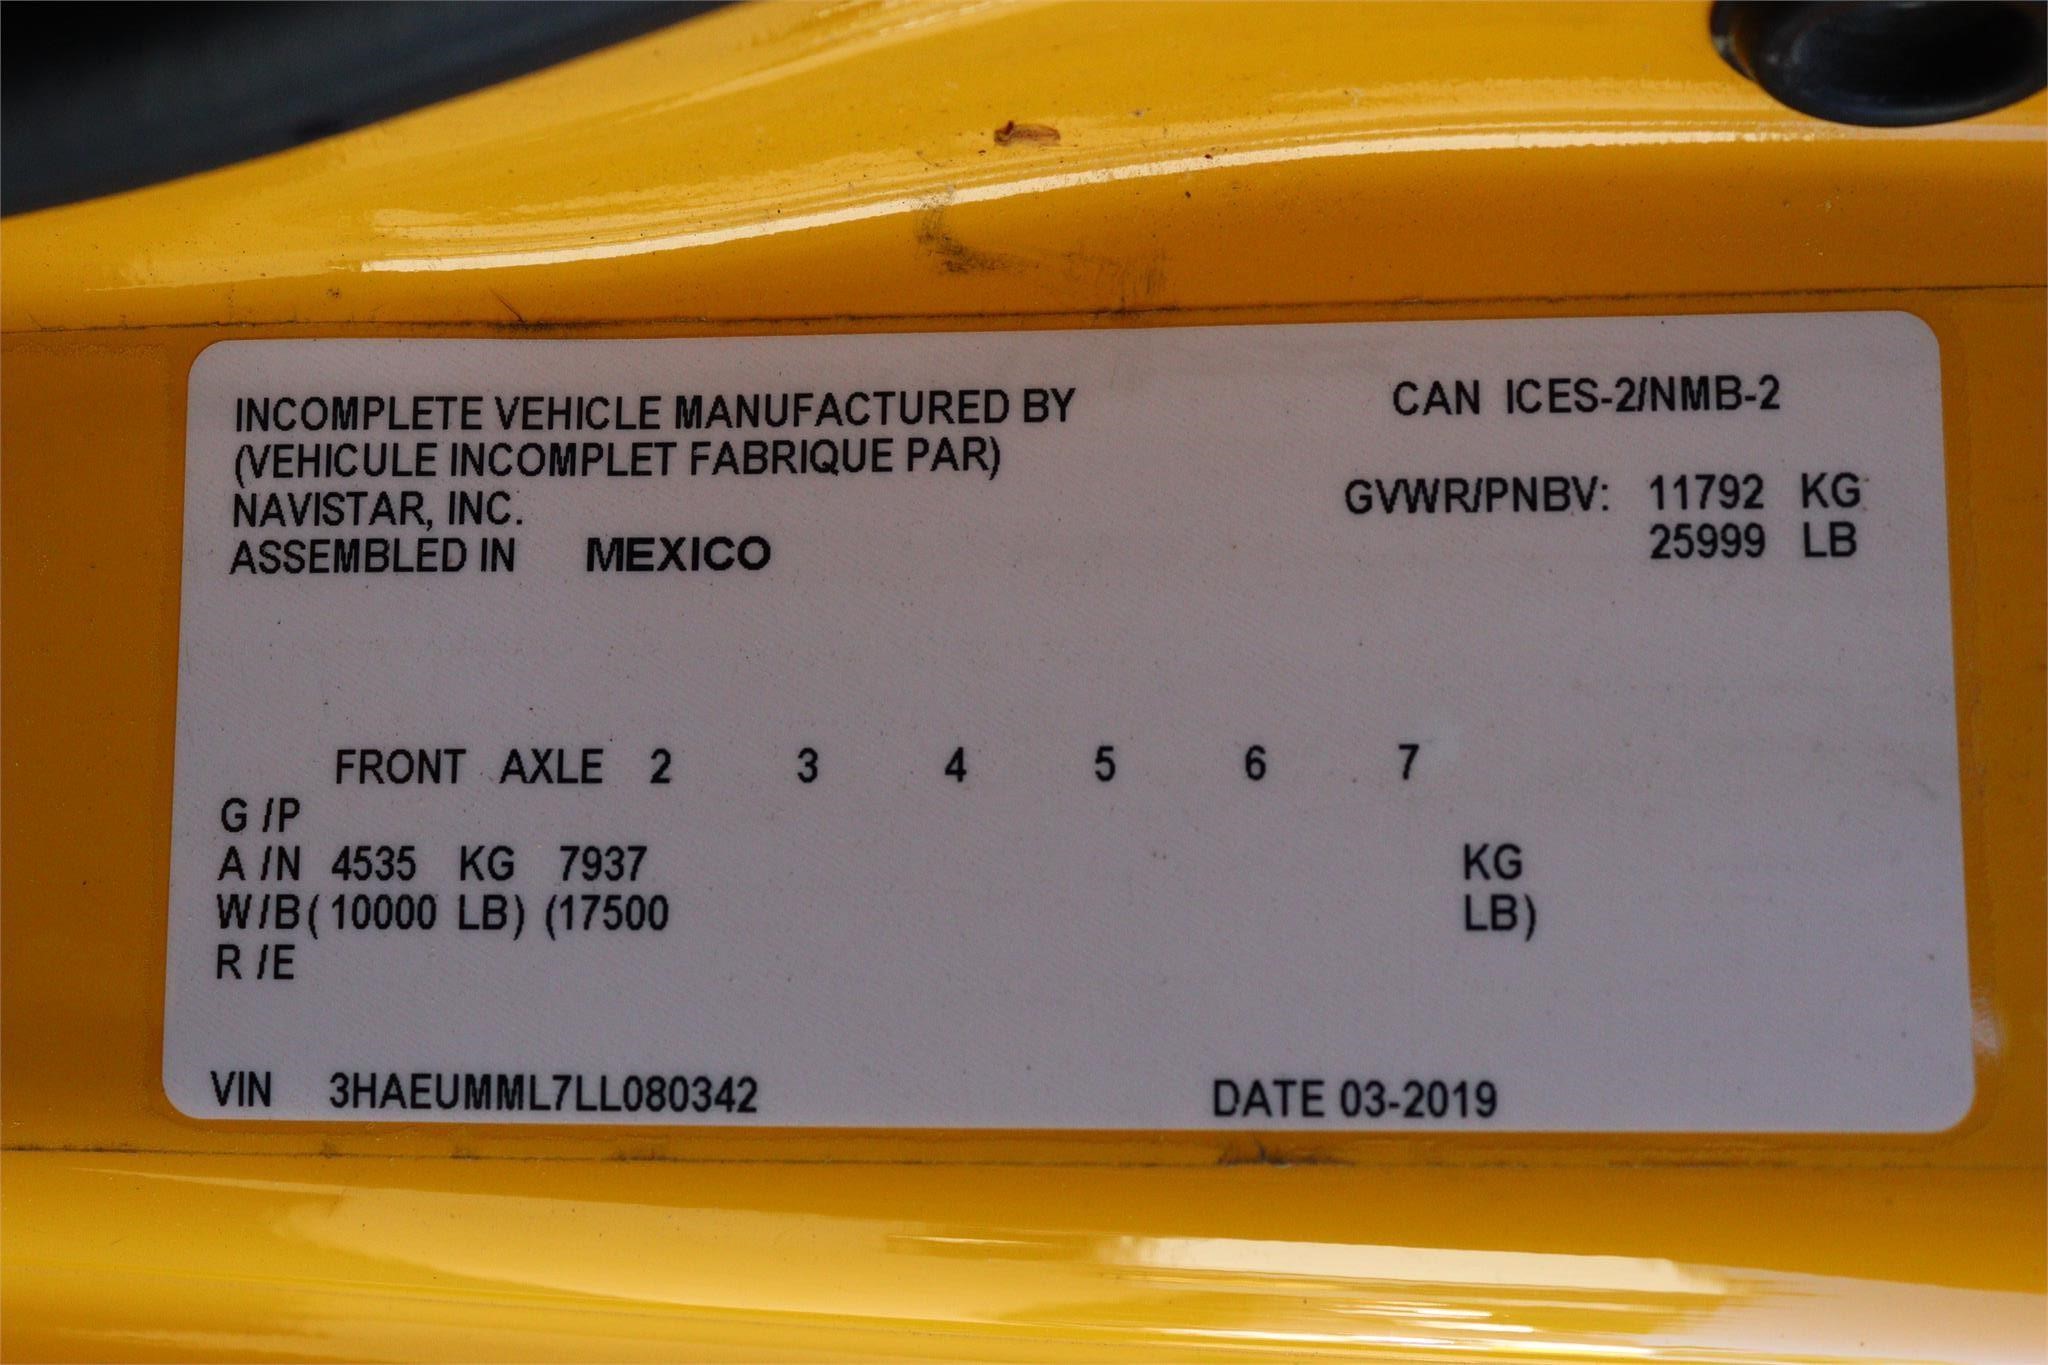 INCOMPLETE VEHICLE MANUFACTURED BY
(VEHICULE INCOMPLET FABRIQUE PAR)
NAVISTAR, INC.
ASSEMBLED IN MEXICO
CAN ICES-2/NMB-2
GVWR/PNBV: 11792 KG
25999 LB
FRONT AXLE 2 3 4 5 6 7
G /P
A /N 4535 KG 7937 KG
W/B ( 10000 LB) (17500 LB)
R /E
VIN 3HAEUMML7LL080342 DATE 03-2019